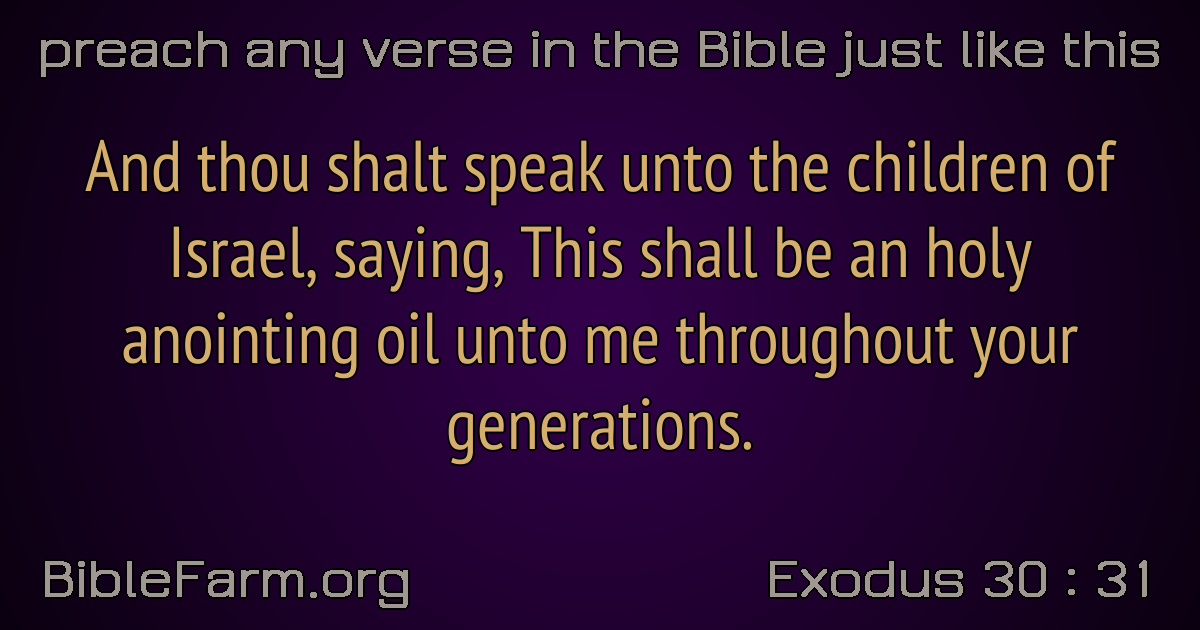 preach any verse in the Bible just like this
And thou shalt speak unto the children of
Israel, saying, This shall be an holy
anointing oil unto me throughout your
generations.
BibleFarm.org
Exodus 30 : 31